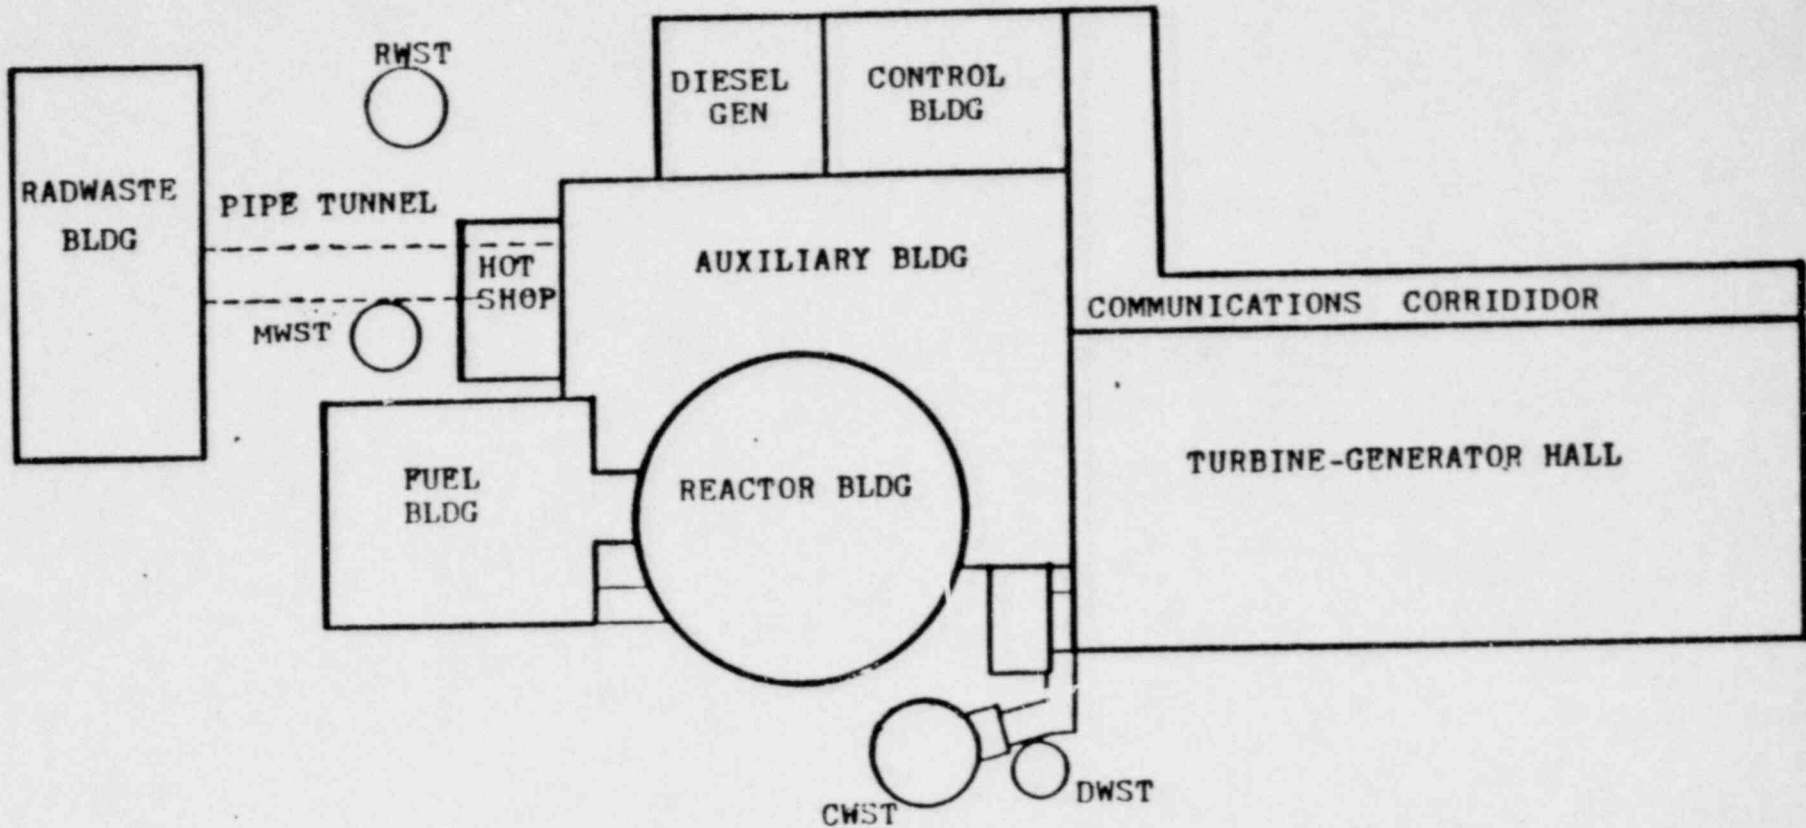 RWST
DIESEL
GEN
CONTROL
BLDG
RADWASTE
BLDG
PIPE TUNNEL
HOT
SHOP
AUXILIARY BLDG
COMMUNICATIONS CORRIDIDOR
MWST
FUEL
BLDG
REACTOR BLDG
TURBINE-GENERATOR HALL
CWST
DWST